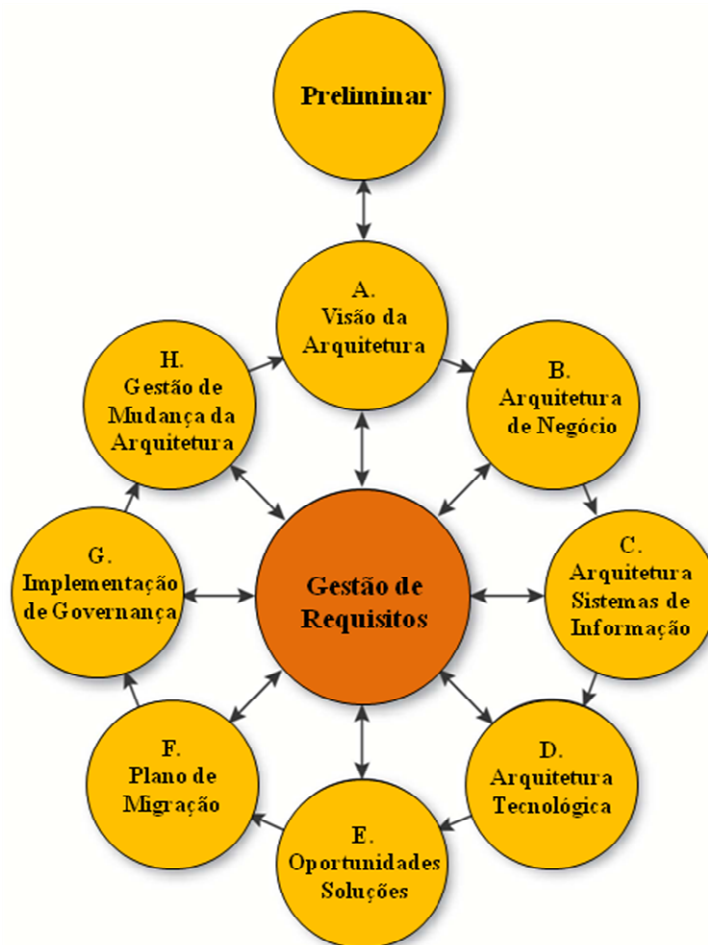 Preliminar
A.
Visão da
Arquitetura
B.
Arquitetura
de Negócio
C.
Arquitetura
Sistemas de
Informação
D.
Arquitetura
Tecnológica
E.
Oportunidades
Soluções
F.
Plano de
Migração
G.
Implementação
de Governança
H.
Gestão de
Mudança da
Arquitetura
Gestão de
Requisitos